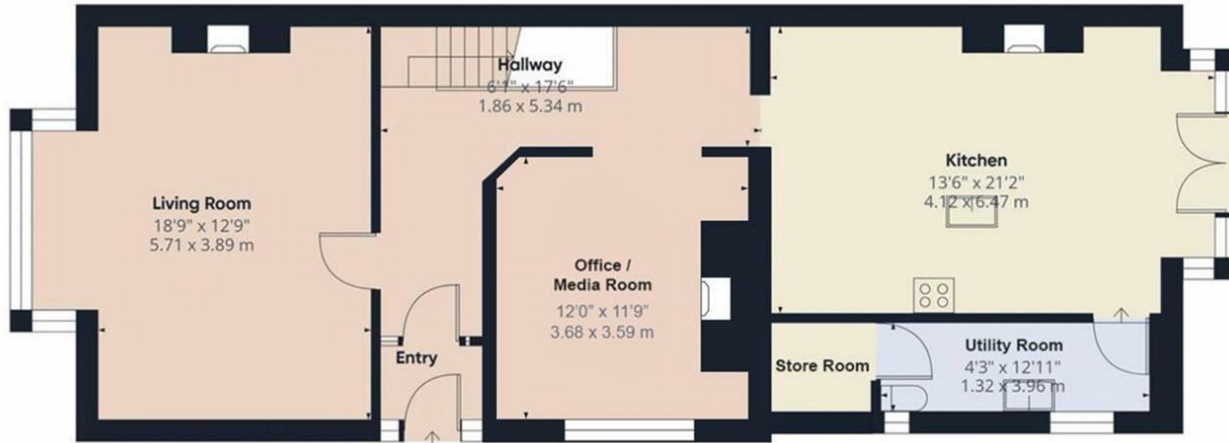 Living Room
18'9" x 12'9"
5.71 x 3.89 m
Hallway
6'1" x 17'6"
1.86 x 5.34 m
Entry
Office /
Media Room
12'0" x 11'9"
3.68 x 3.59 m
Kitchen
13'6" x 21'2"
4.12 x 6.47 m
Store Room
Utility Room
4'3" x 12'11"
1.32 x 3.96 m